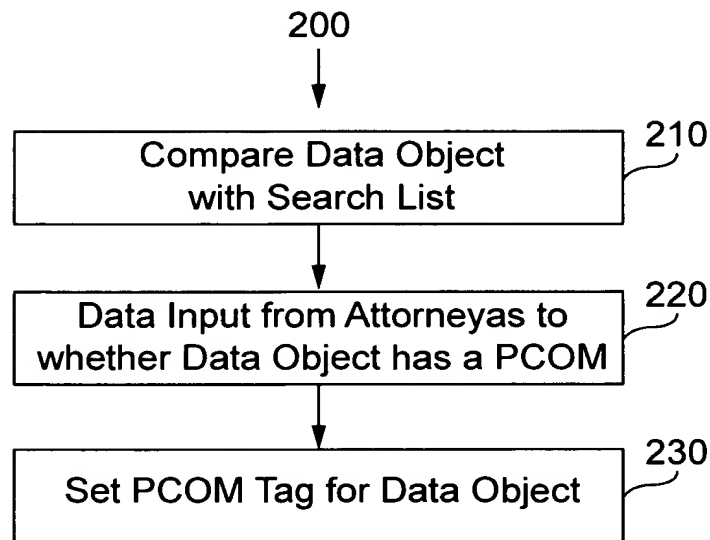 200
Compare Data Object
with Search List
210
Data Input from Attorneyas to
whether Data Object has a PCOM
220
Set PCOM Tag for Data Object
230